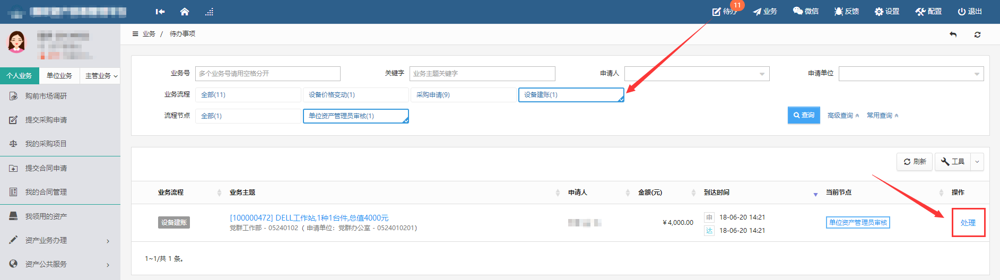 待办 11 业务 微信 反馈 设置 配置 退出
业务 / 待办事项
个人业务 单位业务 主管业务
购前市场调研
提交采购申请
我的采购项目
提交合同申请
我的合同管理
我领用的资产
资产业务办理
资产公共服务
业务号 多个业务号请用空格分开 关键字 业务主题关键字 申请人 申请单位
业务流程 全部(11) 设备价格变动(1) 采购申请(9) 设备建账(1)
流程节点 全部(1) 单位资产管理员审核(1) 查询 高级查询 常用查询
刷新 工具
业务流程 业务主题 申请人 金额(元) 到达时间 当前节点 操作
设备建账 [100000472] DELL工作站,1种1台件,总值4000元 ¥4,000.00 申 18-06-20 14:21 单位资产管理员审核 处理
党群工作部 - 05240102（ 申请单位：党群办公室 - 0524010201) 达 18-06-20 14:21
1~1/共 1 条。